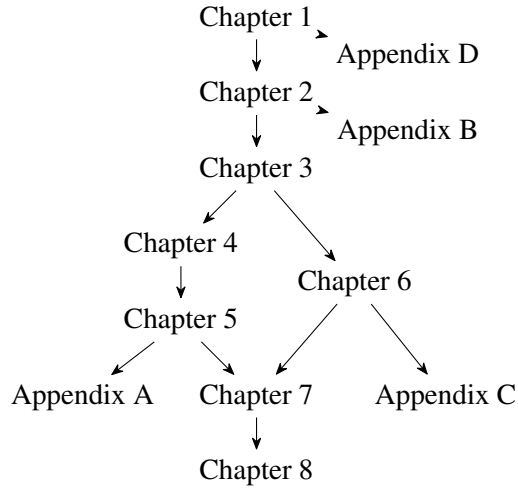 Chapter 1
Appendix D
Chapter 2
Appendix B
Chapter 3
Chapter 4
Chapter 6
Chapter 5
Appendix A
Chapter 7
Appendix C
Chapter 8